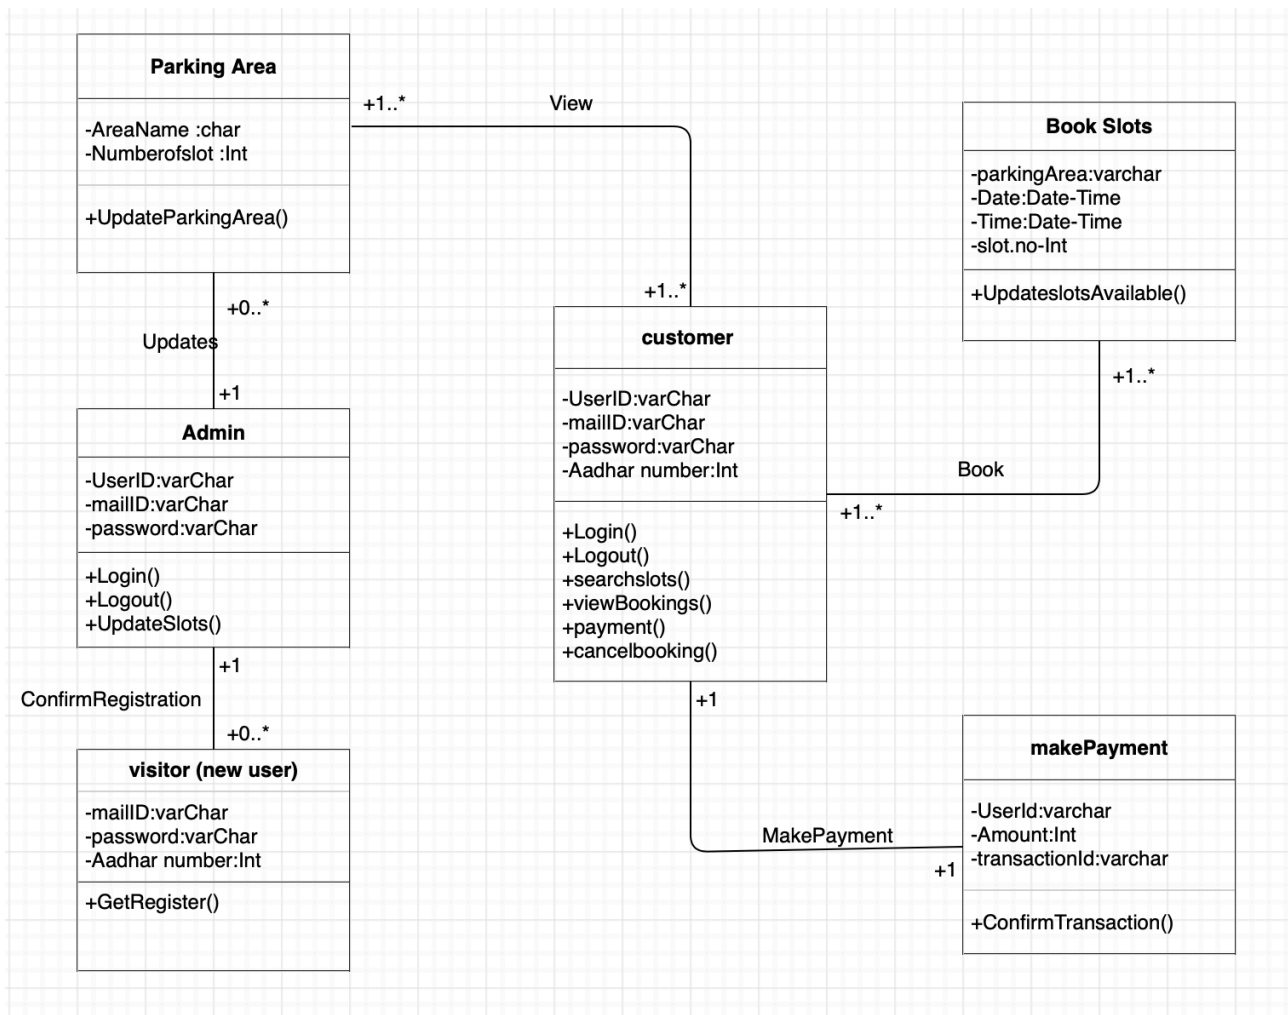 Parking Area
-AreaName :char
-Numberofslot :Int
+UpdateParkingArea()
+1..*
View
+1..*
Book Slots
-parkingArea:varchar
-Date:Date-Time
-Time:Date-Time
-slot.no-Int
+UpdateslotsAvailable()
+1..*
Book
+1..*
customer
-UserID:varChar
-mailID:varChar
-password:varChar
-Aadhar number:Int
+Login()
+Logout()
+searchslots()
+viewBookings()
+payment()
+cancelbooking()
+0..*
Updates
+1
Admin
-UserID:varChar
-mailID:varChar
-password:varChar
+Login()
+Logout()
+UpdateSlots()
+1
ConfirmRegistration
+0..*
visitor (new user)
-mailID:varChar
-password:varChar
-Aadhar number:Int
+GetRegister()
+1
MakePayment
+1
makePayment
-UserId:varchar
-Amount:Int
-transactionId:varchar
+ConfirmTransaction()